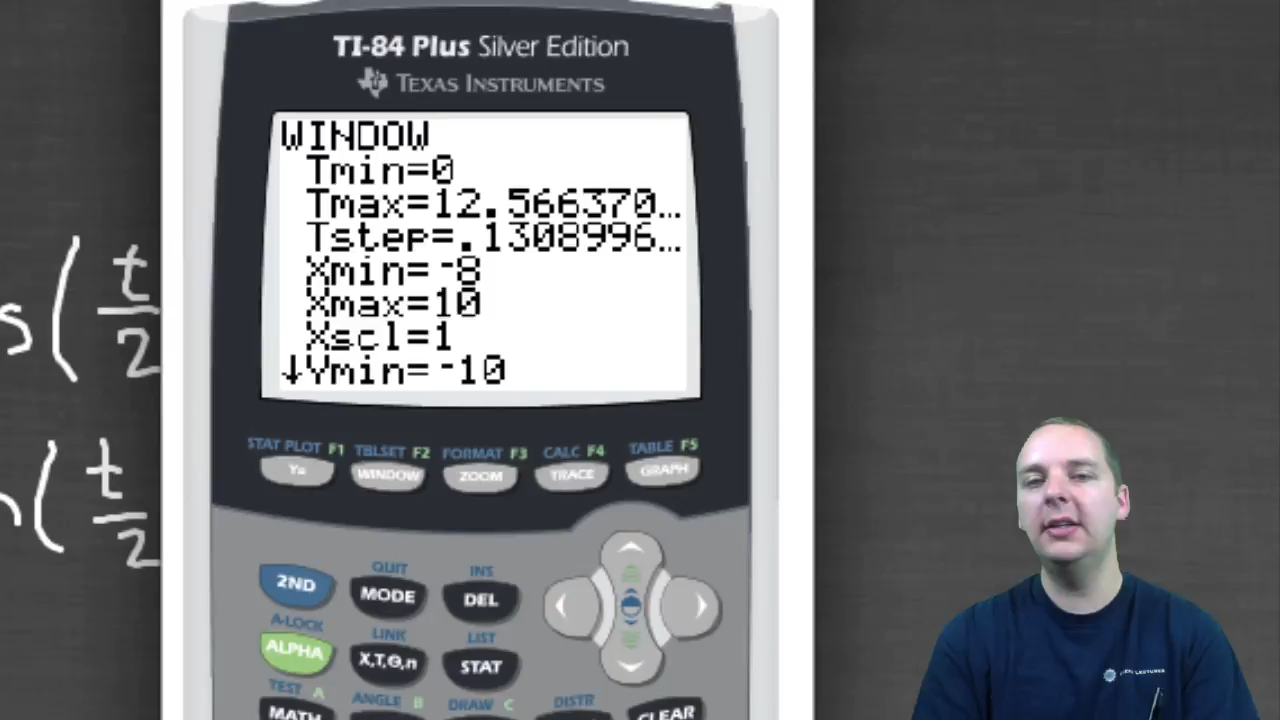 TI-84 Plus Silver Edition
TEXAS INSTRUMENTS
WINDOW
Tmin=0
Tmax=12.566370…
Tstep=.1308996…
Xmin=-8
Xmax=10
Xscl=1
↓Ymin=-10
s( t/2
n( t/2
STAT PLOT F1 TBLSET F2 FORMAT F3 CALC F4 TABLE F5
Y= WINDOW ZOOM TRACE GRAPH
QUIT INS
2ND MODE DEL
A-LOCK LINK LIST
ALPHA X,T,Θ,n STAT
TEST A ANGLE B DRAW C DISTR
MATH CLEAR